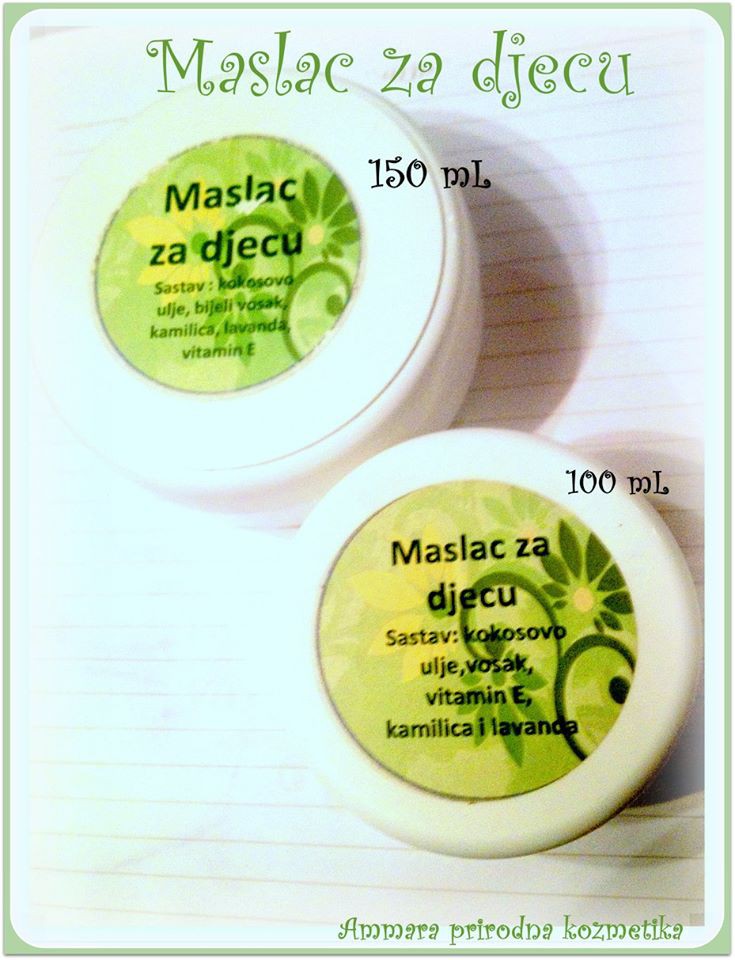 Maslac za djecu
150 mL
Maslac
za djecu
Sastav : kokosovo
ulje, bijeli vosak,
kamilica, lavanda,
vitamin E
100 mL
Maslac za
djecu
Sastav: kokosovo
ulje,vosak,
vitamin E,
kamilica i lavanda
Ammara prirodna kozmetika